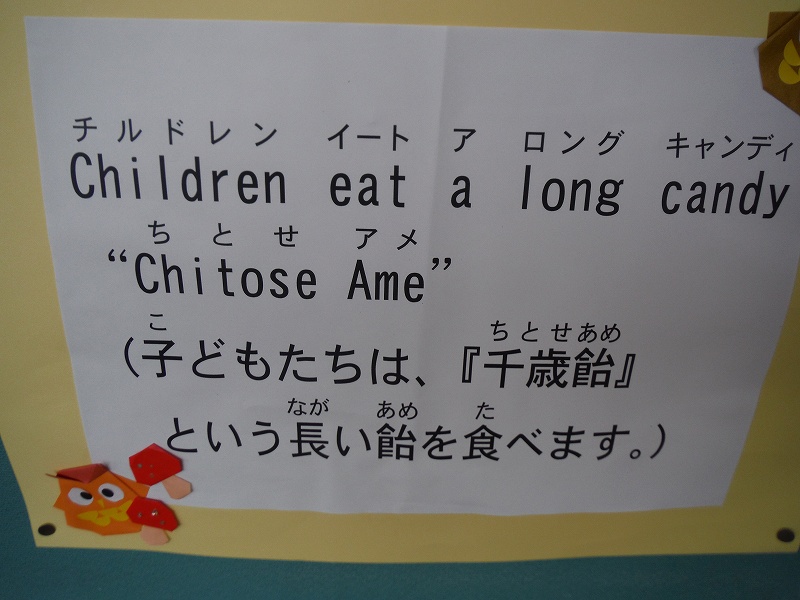 チルドレン イート ア ロング キャンディ
Children eat a long candy
ちとせ アメ
“Chitose Ame”
こ ちとせあめ
(子どもたちは、『千歳飴』
なが あめ た
という長い飴を食べます。)